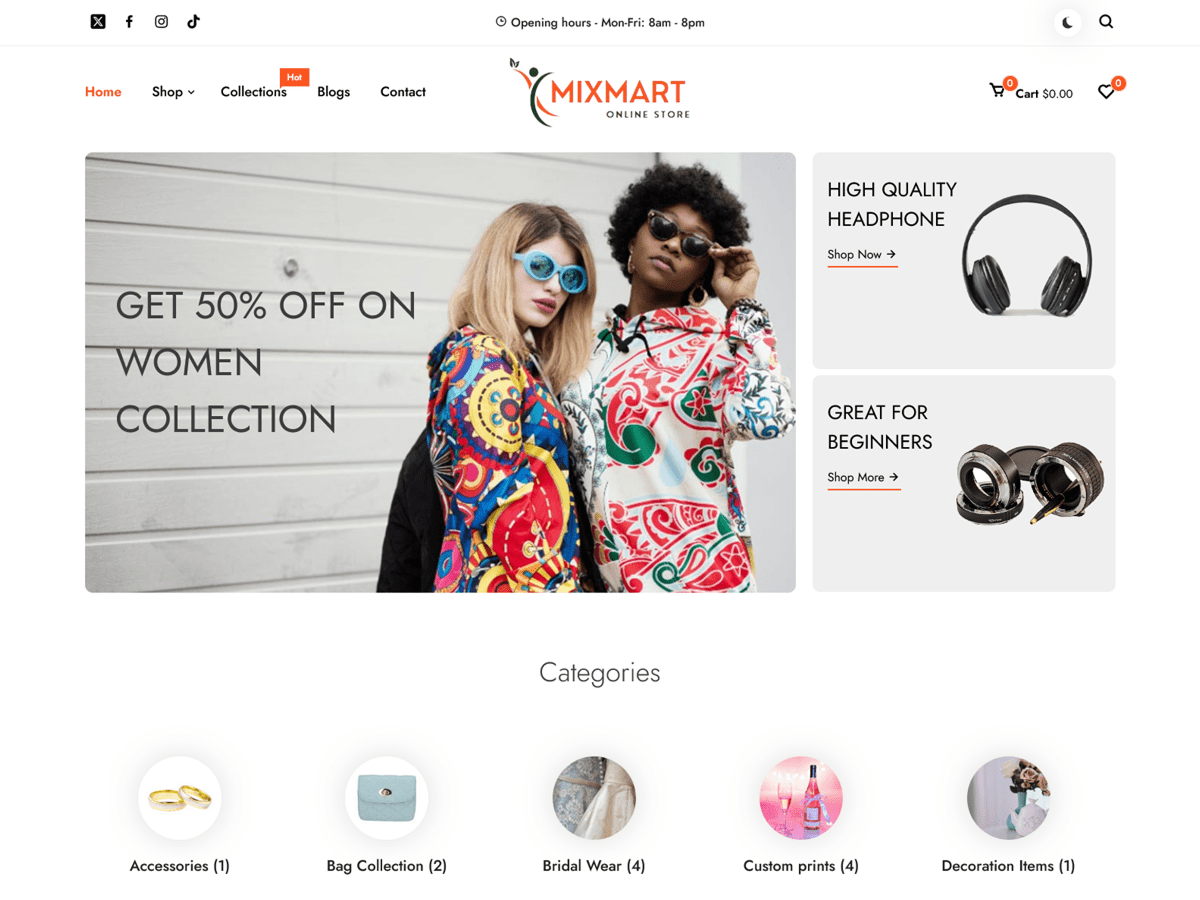 Opening hours - Mon-Fri: 8am - 8pm
Hot
Home Shop Collections Blogs Contact
MIXMART
ONLINE STORE
0
Cart $0.00
0
GET 50% OFF ON
WOMEN
COLLECTION
HIGH QUALITY
HEADPHONE
Shop Now →
GREAT FOR
BEGINNERS
Shop More →
Categories
Accessories (1)
Bag Collection (2)
Bridal Wear (4)
Custom prints (4)
Decoration Items (1)